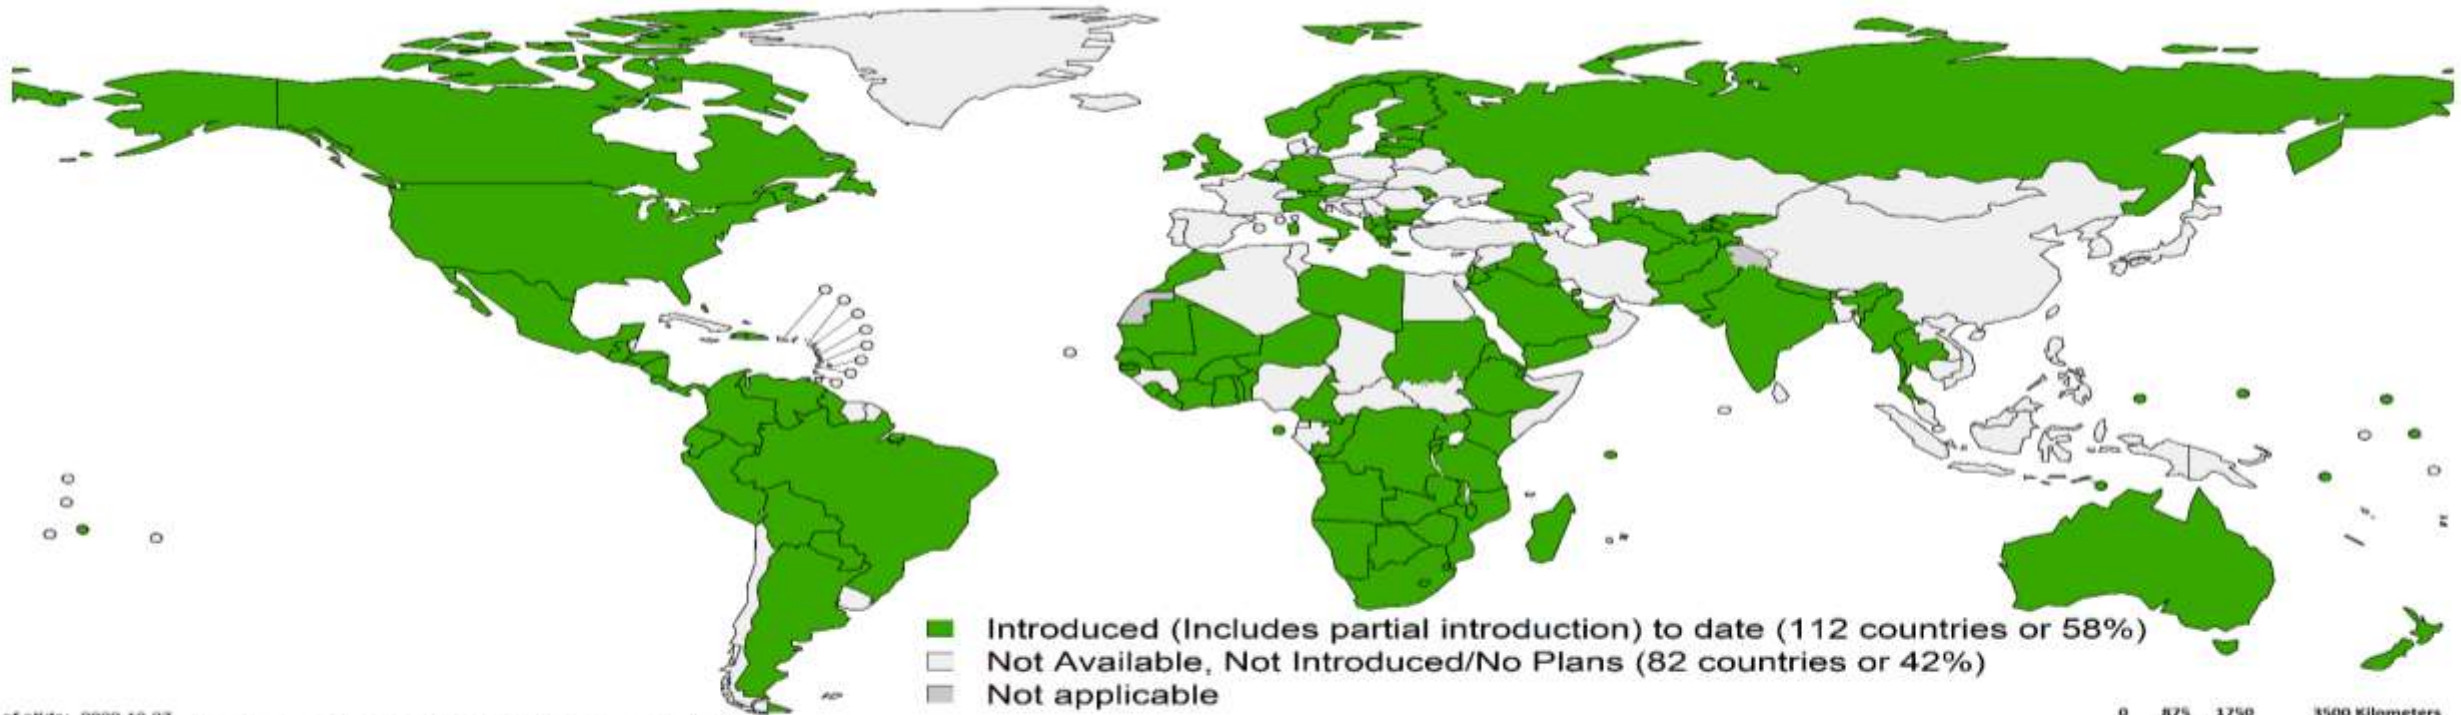 Introduced (Includes partial introduction) to date (112 countries or 58%)
Not Available, Not Introduced/No Plans (82 countries or 42%)
Not applicable
0 875 1750 3500 Kilometers